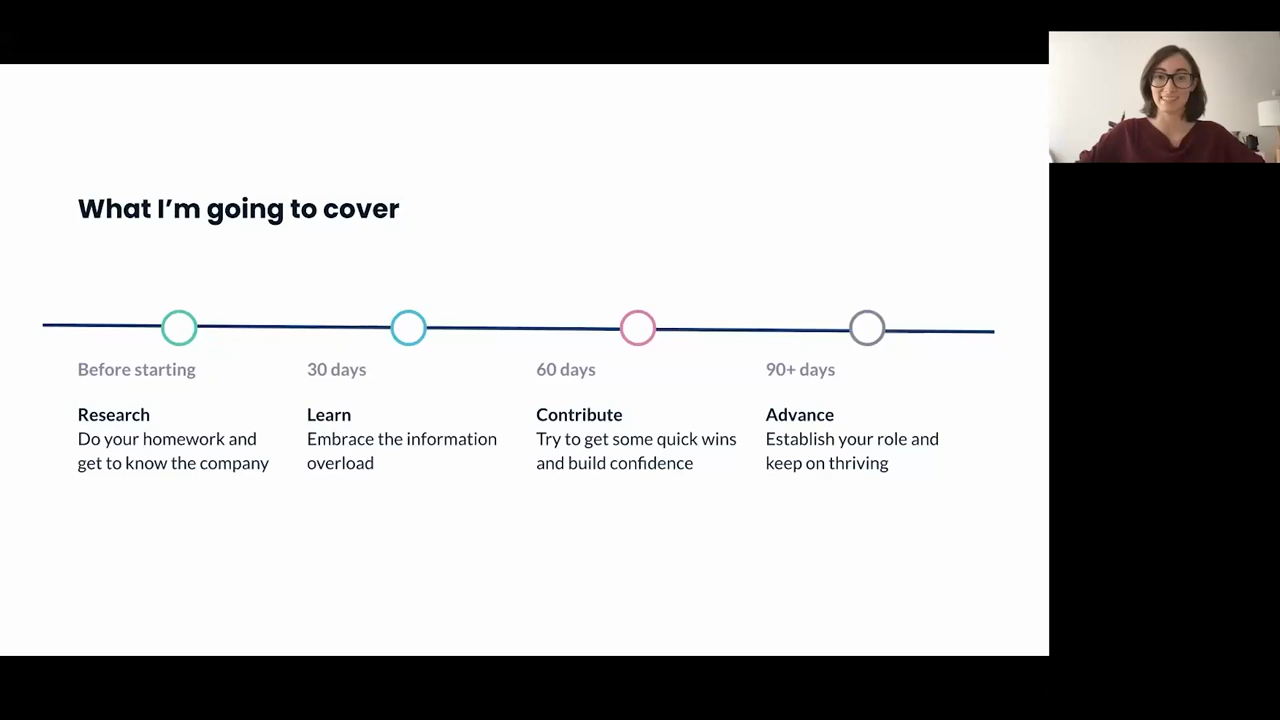 What I’m going to cover
Before starting
Research
Do your homework and
get to know the company
30 days
Learn
Embrace the information
overload
60 days
Contribute
Try to get some quick wins
and build confidence
90+ days
Advance
Establish your role and
keep on thriving